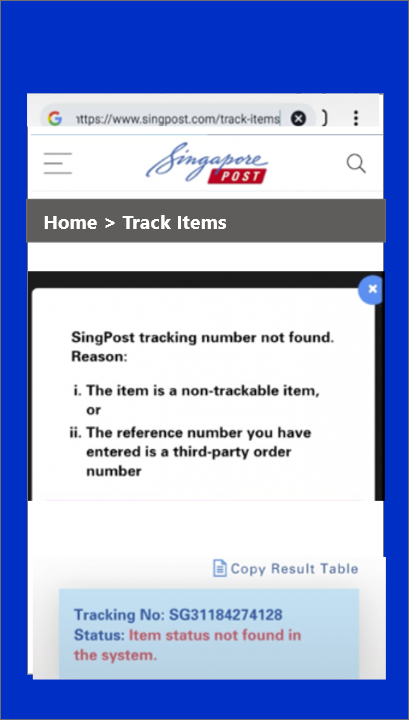 https://www.singpost.com/track-items
Singapore
POST
Home > Track Items
SingPost tracking number not found.
Reason:
i. The item is a non-trackable item,
or
ii. The reference number you have
entered is a third-party order
number
Copy Result Table
Tracking No: SG31184274128
Status: Item status not found in
the system.